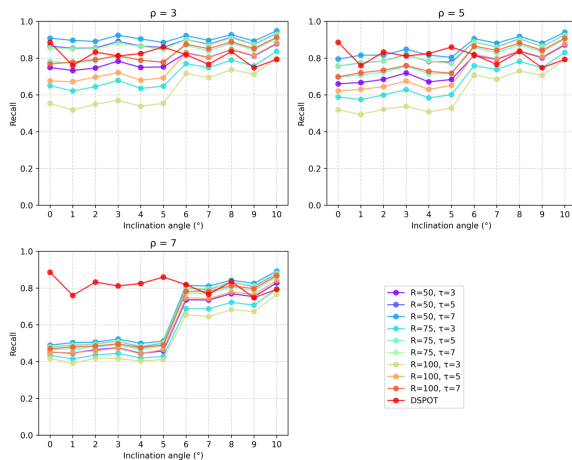 ρ = 3
1.0
0.8
0.6
0.4
0.2
0.0
Recall
0 1 2 3 4 5 6 7 8 9 10
Inclination angle (°)
ρ = 5
1.0
0.8
0.6
0.4
0.2
0.0
Recall
0 1 2 3 4 5 6 7 8 9 10
Inclination angle (°)
ρ = 7
1.0
0.8
0.6
0.4
0.2
0.0
Recall
0 1 2 3 4 5 6 7 8 9 10
Inclination angle (°)
R=50, τ=3
R=50, τ=5
R=50, τ=7
R=75, τ=3
R=75, τ=5
R=75, τ=7
R=100, τ=3
R=100, τ=5
R=100, τ=7
DSPOT